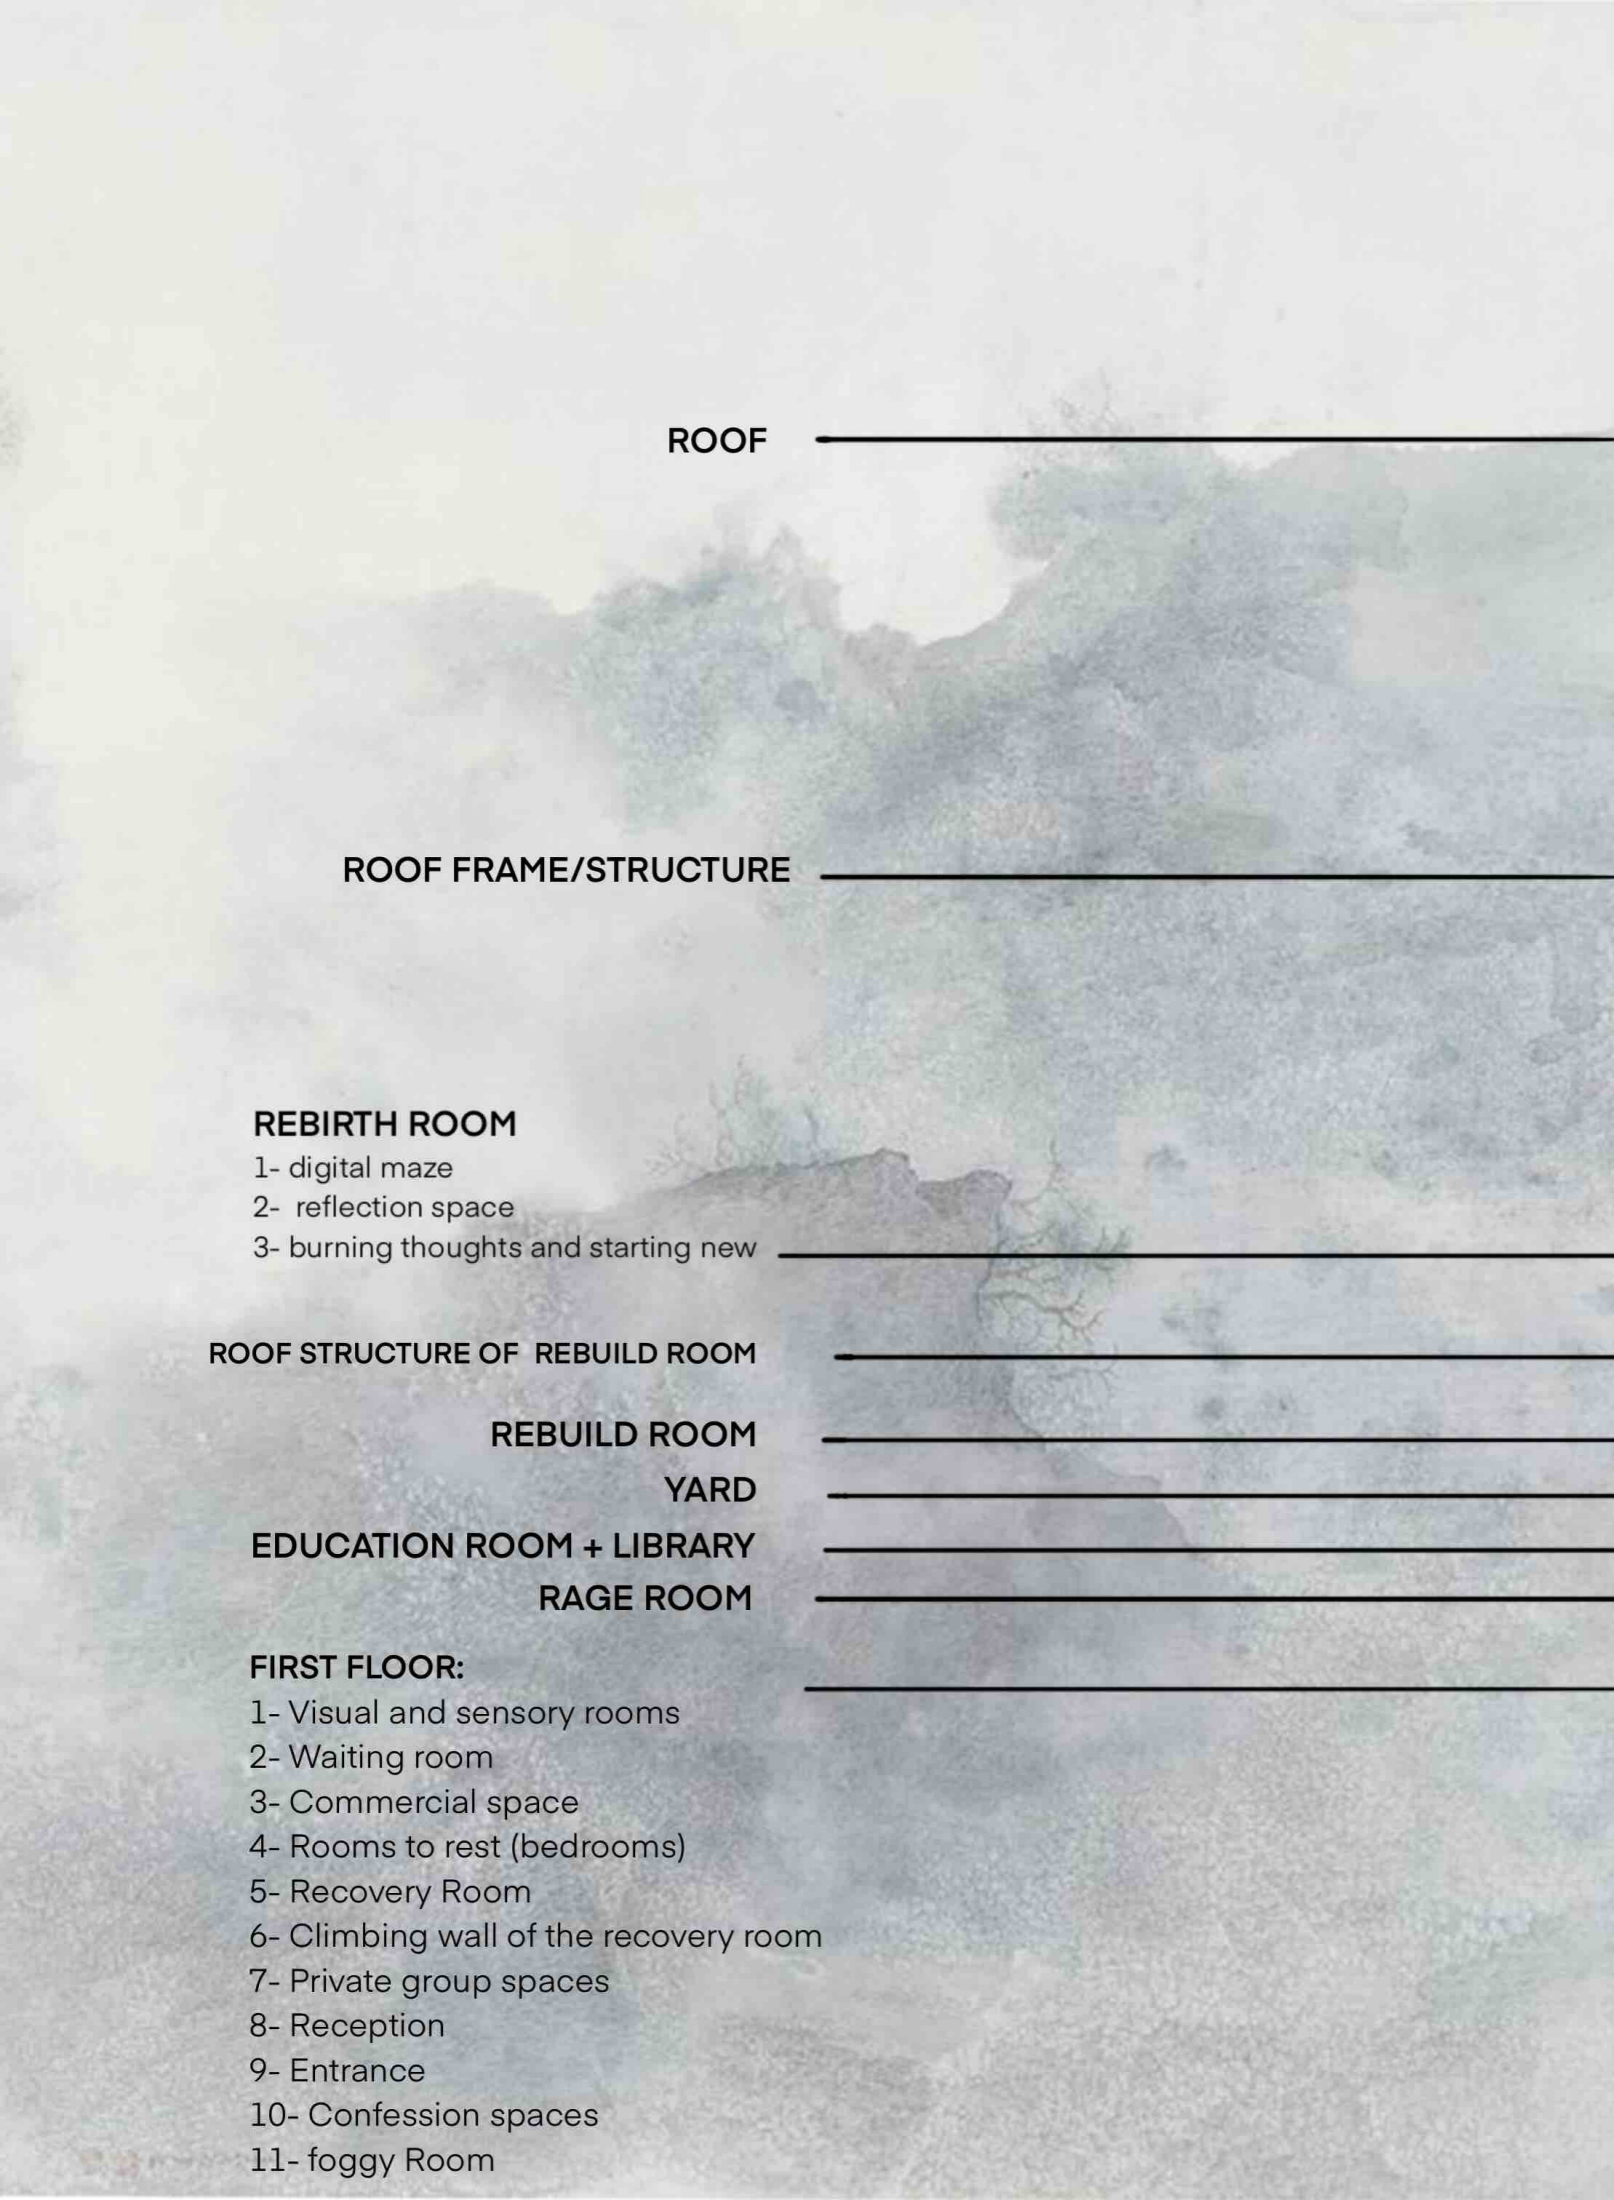 ROOF
ROOF FRAME/STRUCTURE
REBIRTH ROOM
1- digital maze
2- reflection space
3- burning thoughts and starting new
ROOF STRUCTURE OF REBUILD ROOM
REBUILD ROOM
YARD
EDUCATION ROOM + LIBRARY
RAGE ROOM
FIRST FLOOR:
1- Visual and sensory rooms
2- Waiting room
3- Commercial space
4- Rooms to rest (bedrooms)
5- Recovery Room
6- Climbing wall of the recovery room
7- Private group spaces
8- Reception
9- Entrance
10- Confession spaces
11- foggy Room